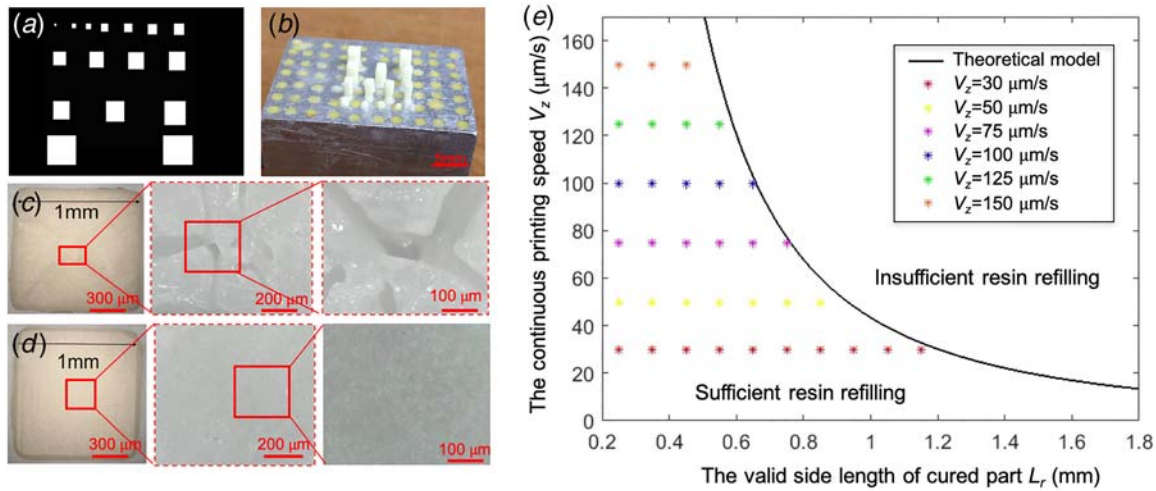 (a)
(b)
5mm
(c)
1mm
300 μm
200 μm
100 μm
(d)
1mm
300 μm
200 μm
100 μm
(e)
The continuous printing speed Vz (μm/s)
160
140
120
100
80
60
40
20
0
Theoretical model
Vz=30 μm/s
Vz=50 μm/s
Vz=75 μm/s
Vz=100 μm/s
Vz=125 μm/s
Vz=150 μm/s
Insufficient resin refilling
Sufficient resin refilling
0.2 0.4 0.6 0.8 1 1.2 1.4 1.6 1.8
The valid side length of cured part Lr (mm)